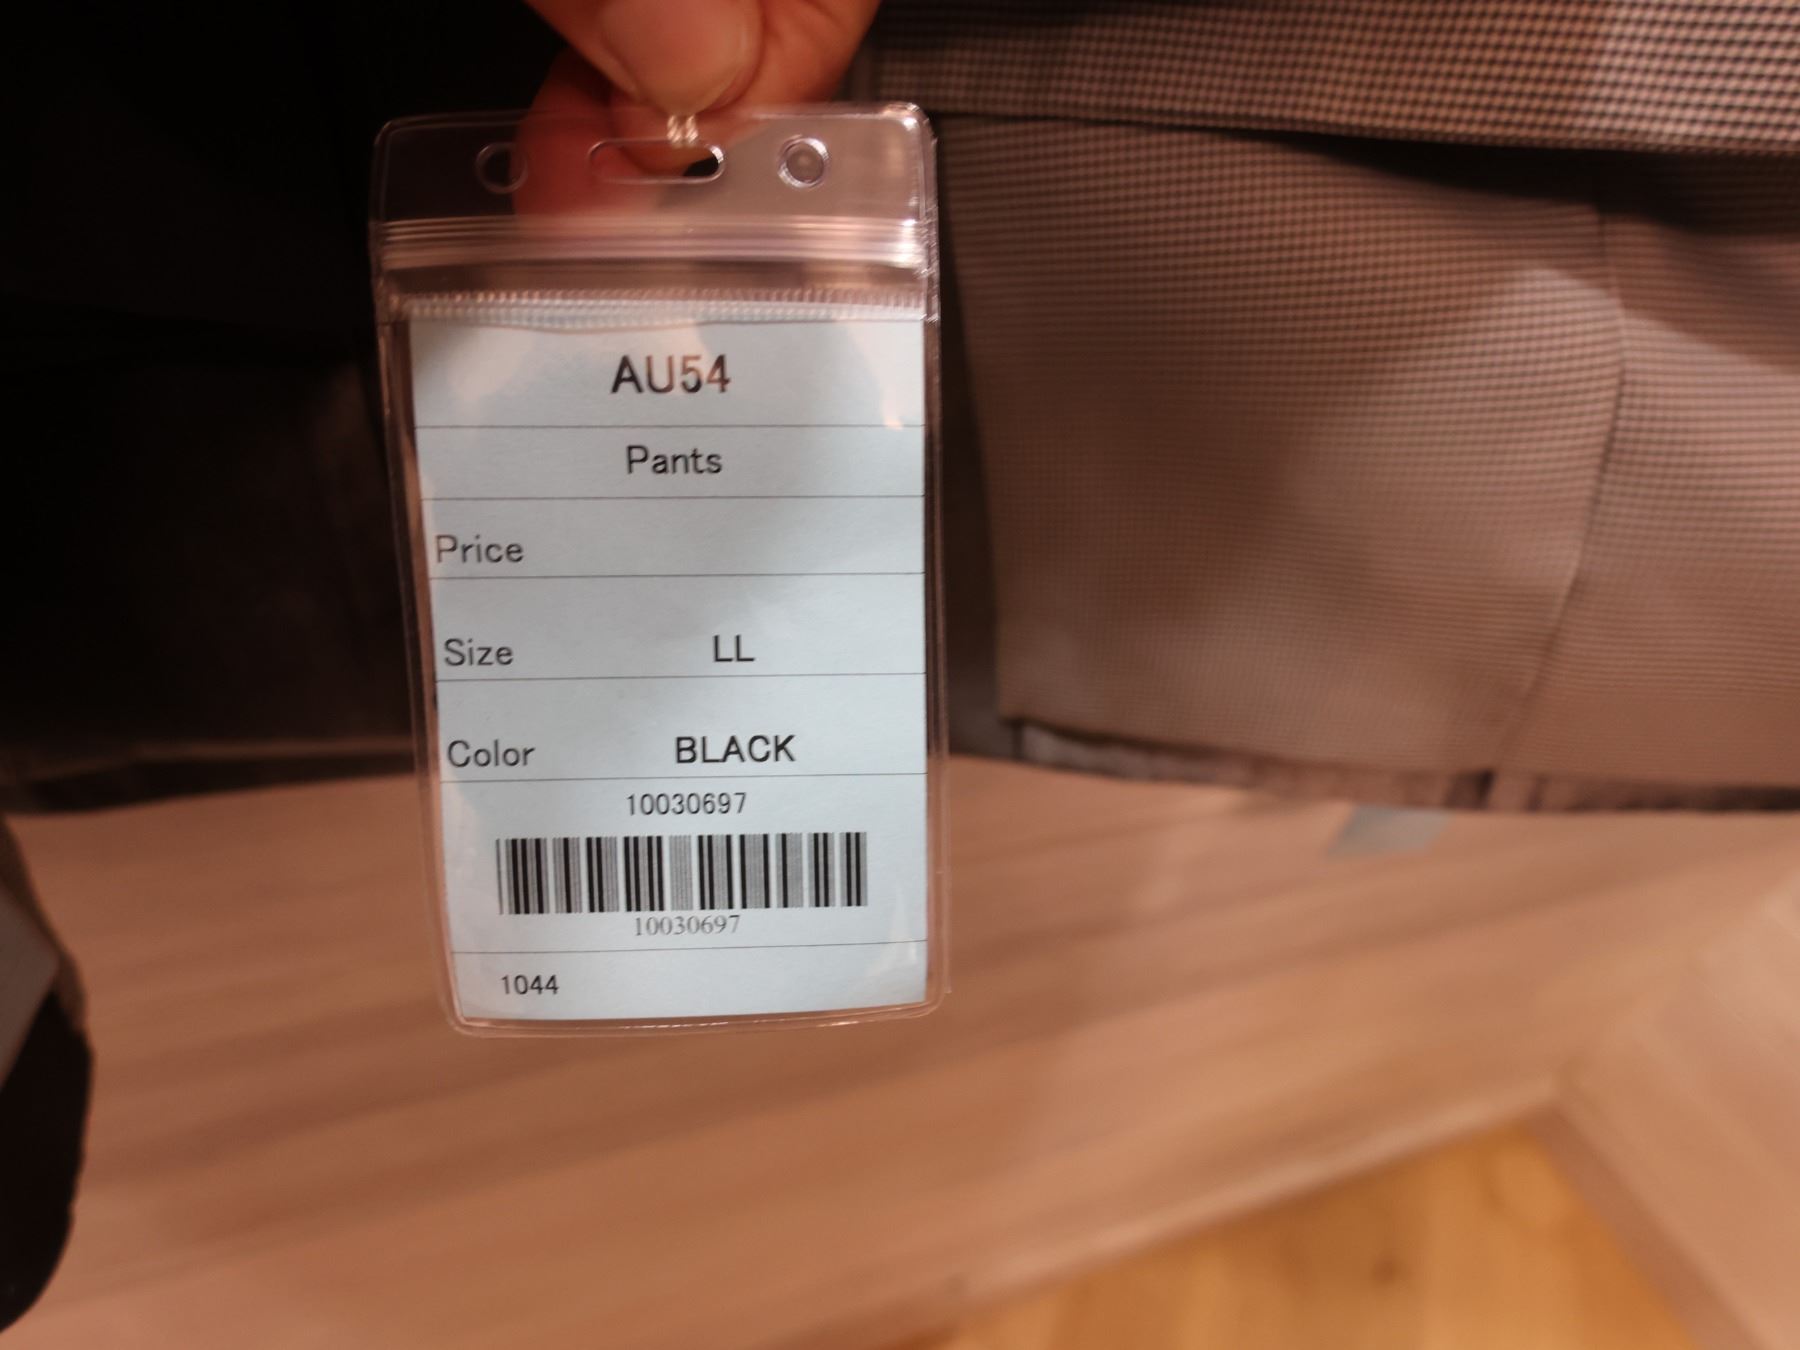 AU54
Pants
Price
Size LL
Color BLACK
10030697
10030697
1044